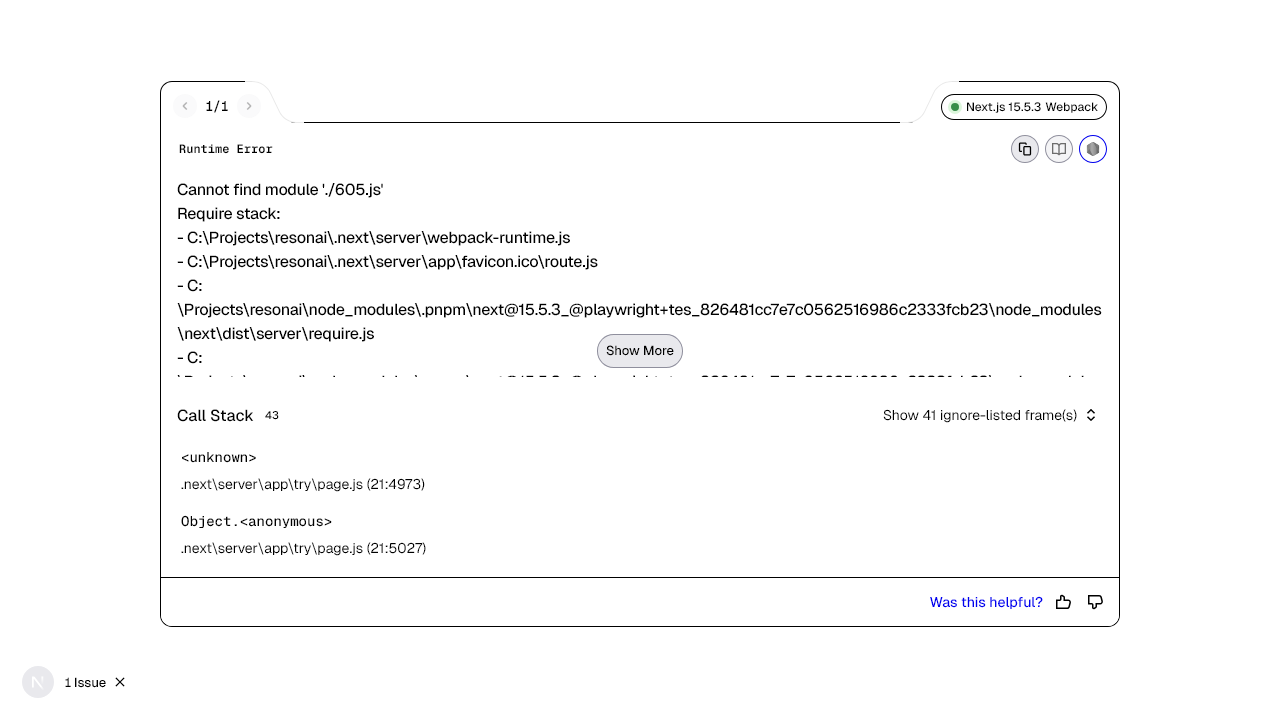 1/1
Next.js 15.5.3 Webpack
Runtime Error
Cannot find module './605.js'
Require stack:
- C:\Projects\resonai\.next\server\webpack-runtime.js
- C:\Projects\resonai\.next\server\app\favicon.ico\route.js
- C:
\Projects\resonai\node_modules\.pnpm\next@15.5.3_@playwright+tes_826481cc7e7c0562516986c2333fcb23\node_modules
\next\dist\server\require.js
- C:
Show More
Call Stack 43
Show 41 ignore-listed frame(s)
<unknown>
.next\server\app\try\page.js (21:4973)
Object.<anonymous>
.next\server\app\try\page.js (21:5027)
Was this helpful?
N
1 Issue